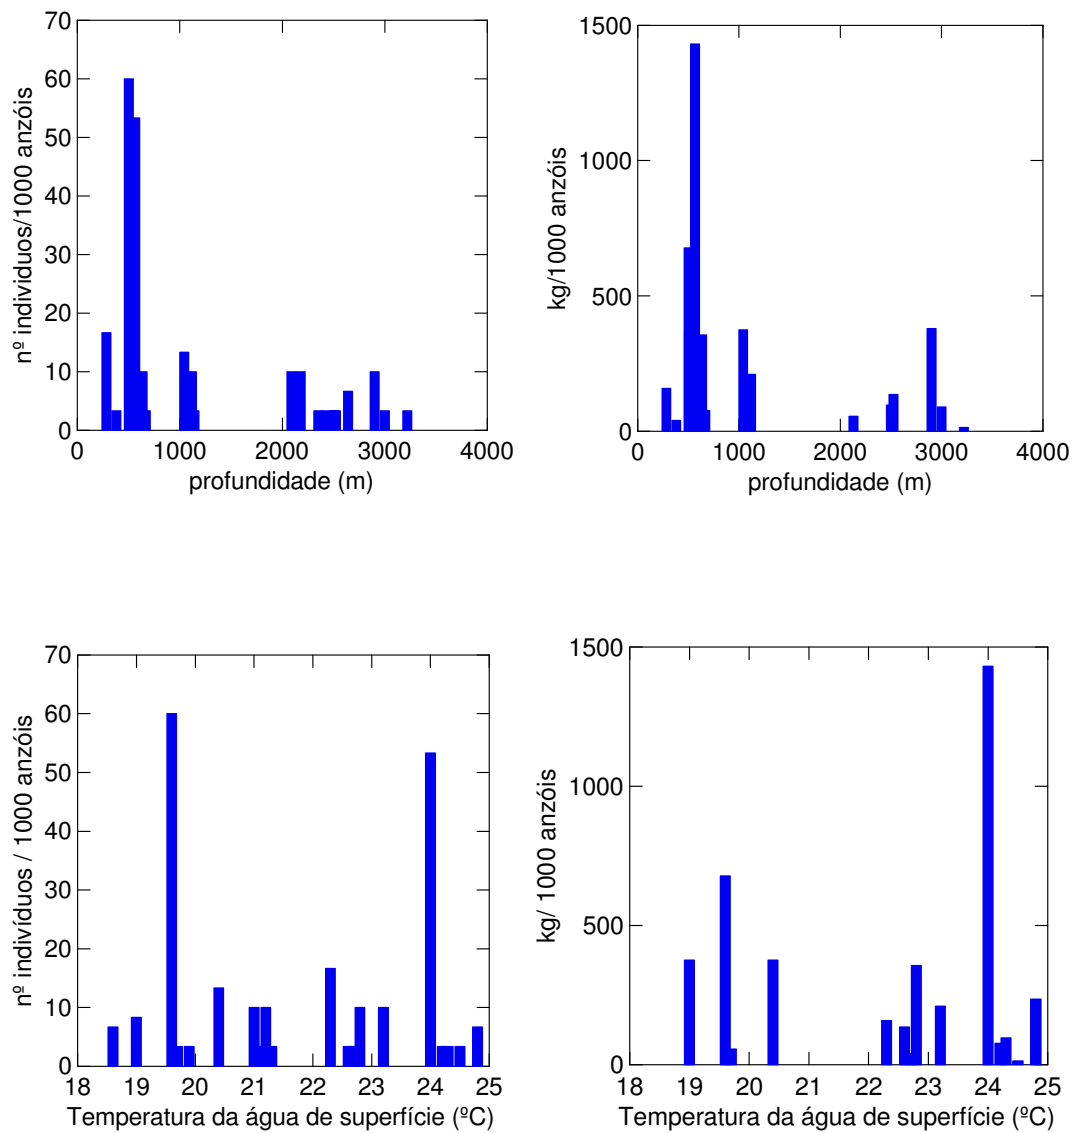 70
60
50
40
30
20
10
0
nº individuos/1000 anzóis
0 1000 2000 3000 4000
profundidade (m)
1500
1000
500
0
kg/1000 anzóis
0 1000 2000 3000 4000
profundidade (m)
70
60
50
40
30
20
10
0
nº indivíduos / 1000 anzóis
18 19 20 21 22 23 24 25
Temperatura da água de superfície (ºC)
1500
1000
500
0
kg/ 1000 anzóis
18 19 20 21 22 23 24 25
Temperatura da água de superfície (ºC)